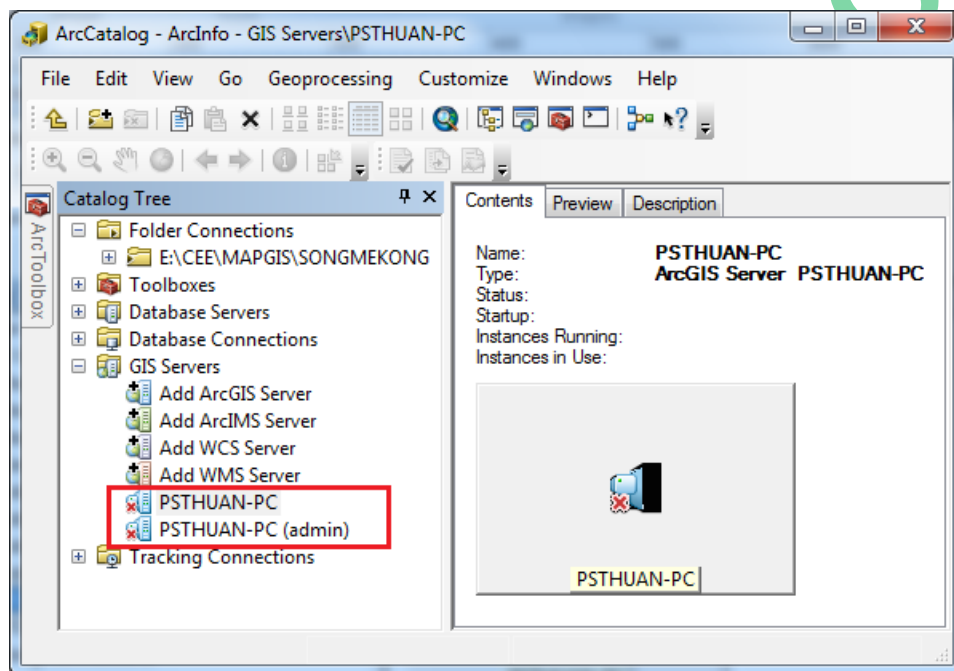 ArcCatalog - ArcInfo - GIS Servers\PSTHUAN-PC
File Edit View Go Geoprocessing Customize Windows Help
Catalog Tree
ArcToolbox
Folder Connections
E:\CEE\MAPGIS\SONGMEKONG
Toolboxes
Database Servers
Database Connections
GIS Servers
Add ArcGIS Server
Add ArcIMS Server
Add WCS Server
Add WMS Server
PSTHUAN-PC
PSTHUAN-PC (admin)
Tracking Connections
Contents Preview Description
Name: PSTHUAN-PC
Type: ArcGIS Server PSTHUAN-PC
Status:
Startup:
Instances Running:
Instances in Use:
PSTHUAN-PC